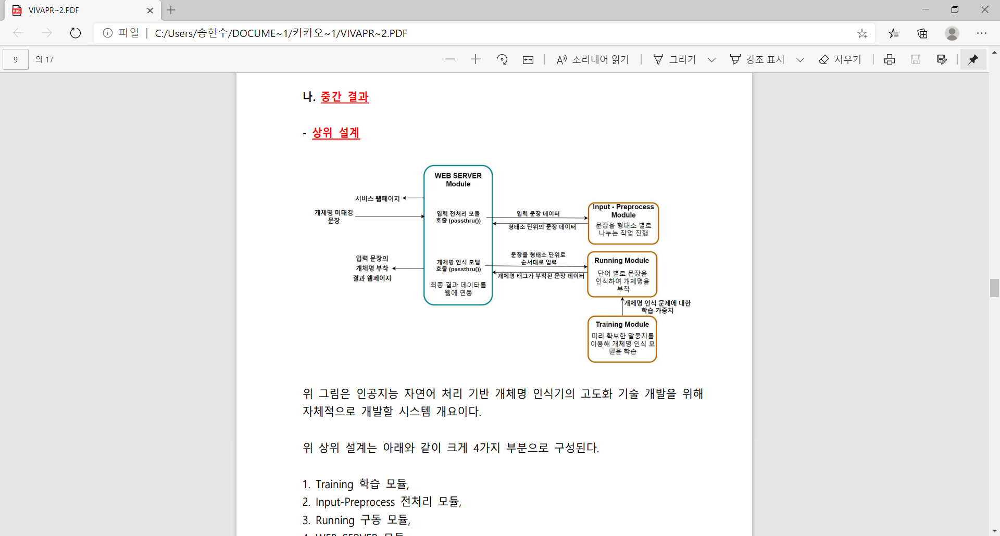 VIVAPR~2.PDF
파일 | C:/Users/송현수/DOCUME~1/카카오~1/VIVAPR~2.PDF
9 의 17
소리내어 읽기
그리기
강조 표시
지우기
나. 중간 결과
- 상위 설계
WEB SERVER
Module
서비스 웹페이지
개체명 미태깅
문장
입력 전처리 모듈
호출 (passthru())
입력 문장 데이터
형태소 단위의 문장 데이터
Input - Preprocess
Module
문장을 형태소 별로
나누는 작업 진행
입력 문장의
개체명 부착
결과 웹페이지
개체명 인식 모델
호출 (passthru())
최종 결과 데이터를
웹에 연동
문장을 형태소 단위로
순서대로 입력
개체명 태그가 부착된 문장 데이터
Running Module
단어 별로 문장을
인식하여 개체명을
부착
개체명 인식 문제에 대한
학습 가중치
Training Module
미리 확보한 말뭉치를
이용해 개체명 인식 모
델을 학습
위 그림은 인공지능 자연어 처리 기반 개체명 인식기의 고도화 기술 개발을 위해
자체적으로 개발할 시스템 개요이다.
위 상위 설계는 아래와 같이 크게 4가지 부분으로 구성된다.
1. Training 학습 모듈,
2. Input-Preprocess 전처리 모듈,
3. Running 구동 모듈,
4. WEB SERVER 모듈